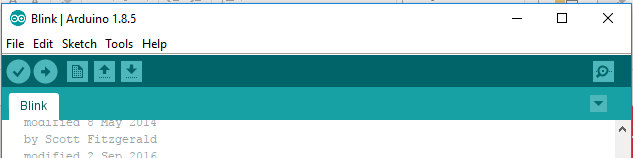 Blink | Arduino 1.8.5
File Edit Sketch Tools Help
Blink
modified 8 May 2014
by Scott Fitzgerald
modified 2 Sep 2016